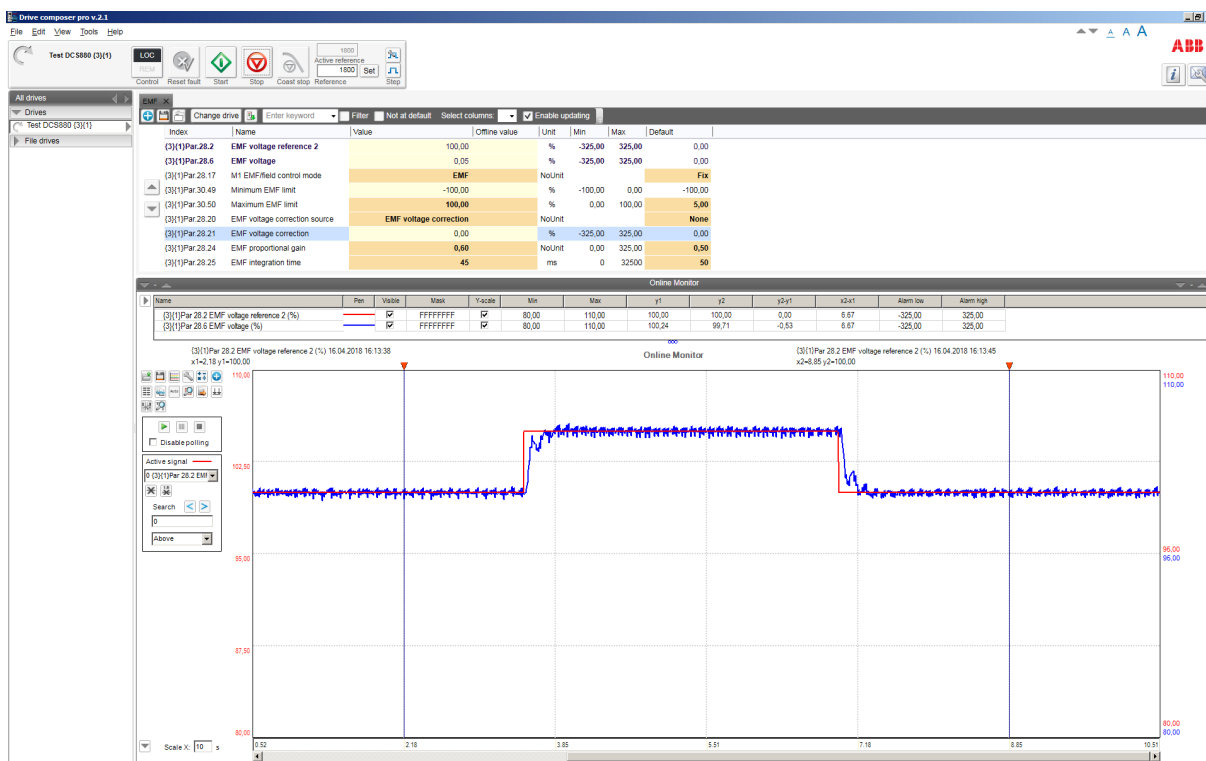 Drive composer pro v.2.1
File Edit View Tools Help
A A A
ABB
Test DCS880 {3}{1}
LOC
REM
Control
Reset fault
Start
Stop
Coast stop
1800
Active reference
1800 Set
Reference
Step
i
All drives
Drives
Test DCS880 {3}{1}
File drives
EMF
Change drive Enter keyword Filter Not at default Select columns: Enable updating
Index Name Value Offline value Unit Min Max Default
{3}{1}Par.28.2 EMF voltage reference 2 100,00 % -325,00 325,00 0,00
{3}{1}Par.28.6 EMF voltage 0,05 % -325,00 325,00 0,00
{3}{1}Par.28.17 M1 EMF/field control mode EMF NoUnit Fix
{3}{1}Par.30.49 Minimum EMF limit -100,00 % -100,00 0,00 -100,00
{3}{1}Par.30.50 Maximum EMF limit 100,00 % 0,00 100,00 5,00
{3}{1}Par.28.20 EMF voltage correction source EMF voltage correction NoUnit None
{3}{1}Par.28.21 EMF voltage correction 0,00 % -325,00 325,00 0,00
{3}{1}Par.28.24 EMF proportional gain 0,60 NoUnit 0,00 325,00 0,50
{3}{1}Par.28.25 EMF integration time 45 ms 0 32500 50
Online Monitor
Name Pen Visible Mask Y-scale Min Max y1 y2 y2-y1 x2-x1 Alarm low Alarm high
{3}{1}Par 28.2 EMF voltage reference 2 (%) FFFFFFFF 80,00 110,00 100,00 100,00 0,00 6.67 -325,00 325,00
{3}{1}Par 28.6 EMF voltage (%) FFFFFFFF 80,00 110,00 100,24 99,71 -0,53 6.67 -325,00 325,00
{3}{1}Par 28.2 EMF voltage reference 2 (%) 16.04.2018 16:13:38
x1=2,18 y1=100,00
Online Monitor
{3}{1}Par 28.2 EMF voltage reference 2 (%) 16.04.2018 16:13:45
x2=8,85 y2=100,00
110,00
110,00
110,00
Disable polling
Active signal
0 {3}{1}Par 28.2 EMF
Search < >
0
Above
102,50
95,00
95,00
95,00
87,50
80,00
80,00
80,00
Scale X: 10 s
0.52 2.18 3.85 5.51 7.18 8.85 10.51